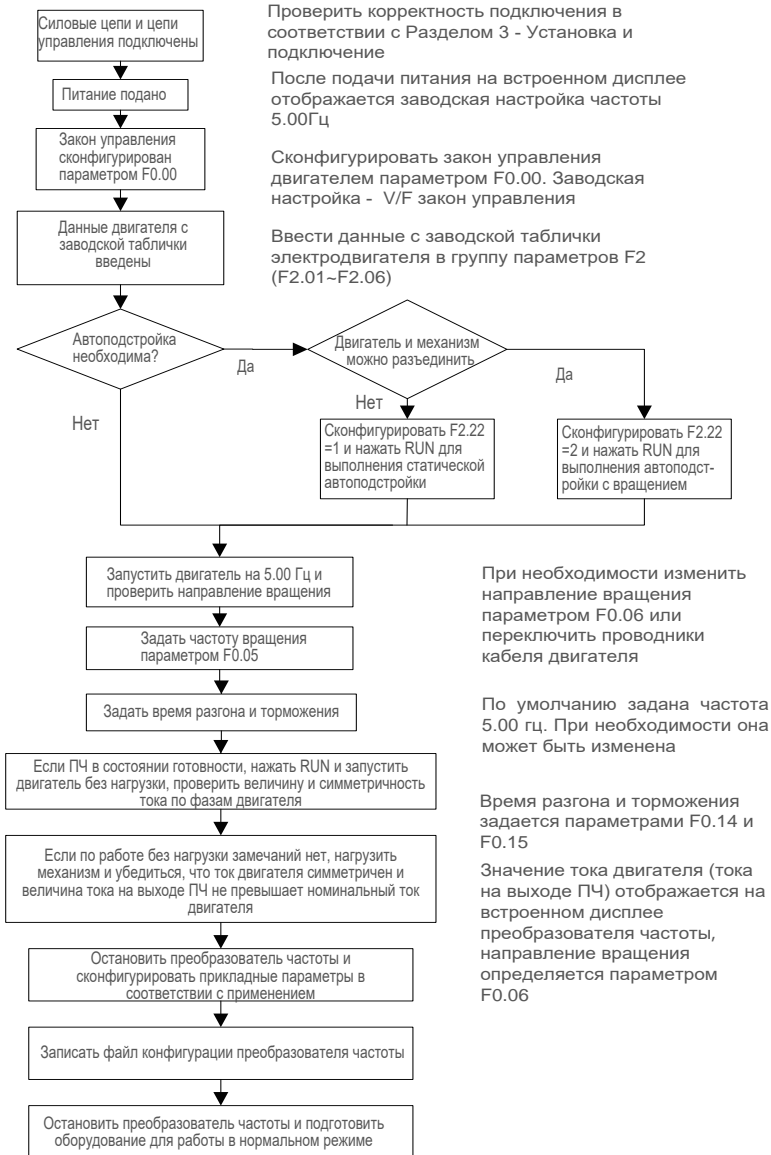 Силовые цепи и цепи
управления подключены
Проверить корректность подключения в
соответствии с Разделом 3 - Установка и
подключение
Питание подано
После подачи питания на встроенном дисплее
отображается заводская настройка частоты
5.00Гц
Закон управления
сконфигурирован
параметром F0.00
Сконфигурировать закон управления
двигателем параметром F0.00. Заводская
настройка - V/F закон управления
Данные двигателя с
заводской таблички
введены
Ввести данные с заводской таблички
электродвигателя в группу параметров F2
(F2.01~F2.06)
Автоподстройка
необходима?
Да
Нет
Двигатель и механизм
можно разъединить
Да
Нет
Сконфигурировать F2.22
=1 и нажать RUN для
выполнения статической
автоподстройки
Сконфигурировать F2.22
=2 и нажать RUN для
выполнения автоподст-
ройки с вращением
Запустить двигатель на 5.00 Гц и
проверить направление вращения
При необходимости изменить
направление вращения
параметром F0.06 или
переключить проводники
кабеля двигателя
Задать частоту вращения
параметром F0.05
По умолчанию задана частота
5.00 гц. При необходимости она
может быть изменена
Задать время разгона и торможения
Время разгона и торможения
задается параметрами F0.14 и
F0.15
Если ПЧ в состоянии готовности, нажать RUN и запустить
двигатель без нагрузки, проверить величину и симметричность
тока по фазам двигателя
Значение тока двигателя (тока
на выходе ПЧ) отображается на
встроенном дисплее
преобразователя частоты,
направление вращения
определяется параметром
F0.06
Если по работе без нагрузки замечаний нет, нагрузить
механизм и убедиться, что ток двигателя симметричен и
величина тока на выходе ПЧ не превышает номинальный ток
двигателя
Остановить преобразователь частоты и
сконфигурировать прикладные параметры в
соответствии с применением
Записать файл конфигурации преобразователя частоты
Остановить преобразователь частоты и подготовить
оборудование для работы в нормальном режиме